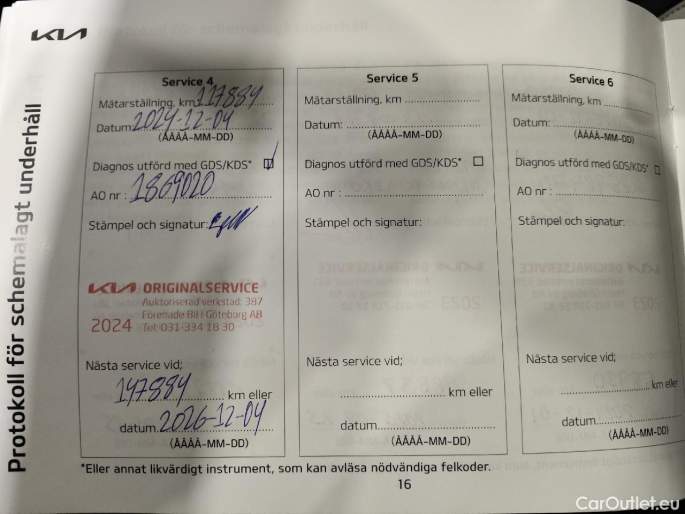 KIA
Protokoll för schemalagt underhåll
Service 4
Mätarställning, km 117884
Datum: 2024-12-04
(ÅÅÅÅ-MM-DD)
Diagnos utförd med GDS/KDS*
AO nr : 1869020
Stämpel och signatur:
KIA ORIGINALSERVICE
Auktoriserad verkstad: 387
Förenade Bil i Göteborg AB
2024 Tel: 031-334 18 30
Nästa service vid;
147884 km eller
datum 2026-12-04
(ÅÅÅÅ-MM-DD)
Service 5
Mätarställning, km
Datum:
(ÅÅÅÅ-MM-DD)
Diagnos utförd med GDS/KDS*
AO nr :
Stämpel och signatur:
Nästa service vid;
km eller
datum
(ÅÅÅÅ-MM-DD)
Service 6
Mätarställning, km
Datum:
(ÅÅÅÅ-MM-DD)
Diagnos utförd med GDS/KDS*
AO nr :
Stämpel och signatur:
Nästa service vid;
km eller
datum
(ÅÅÅÅ-MM-DD)
*Eller annat likvärdigt instrument, som kan avläsa nödvändiga felkoder.
16
CarOutlet.eu